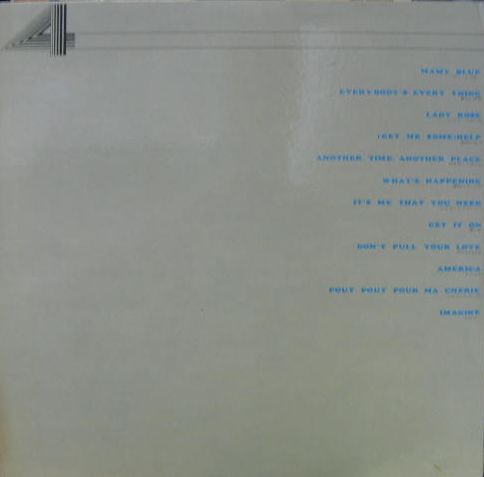 4
MAMY BLUE
EVERYBODY'S EVERY THING
LADY ROSE
(GET ME SOME)HELP
ANOTHER TIME, ANOTHER PLACE
WHAT'S HAPPENING
IT'S ME THAT YOU NEED
GET IT ON
DON'T PULL YOUR LOVE
AMERICA
POUT POUT POUR MA CHERIE
IMAGINE